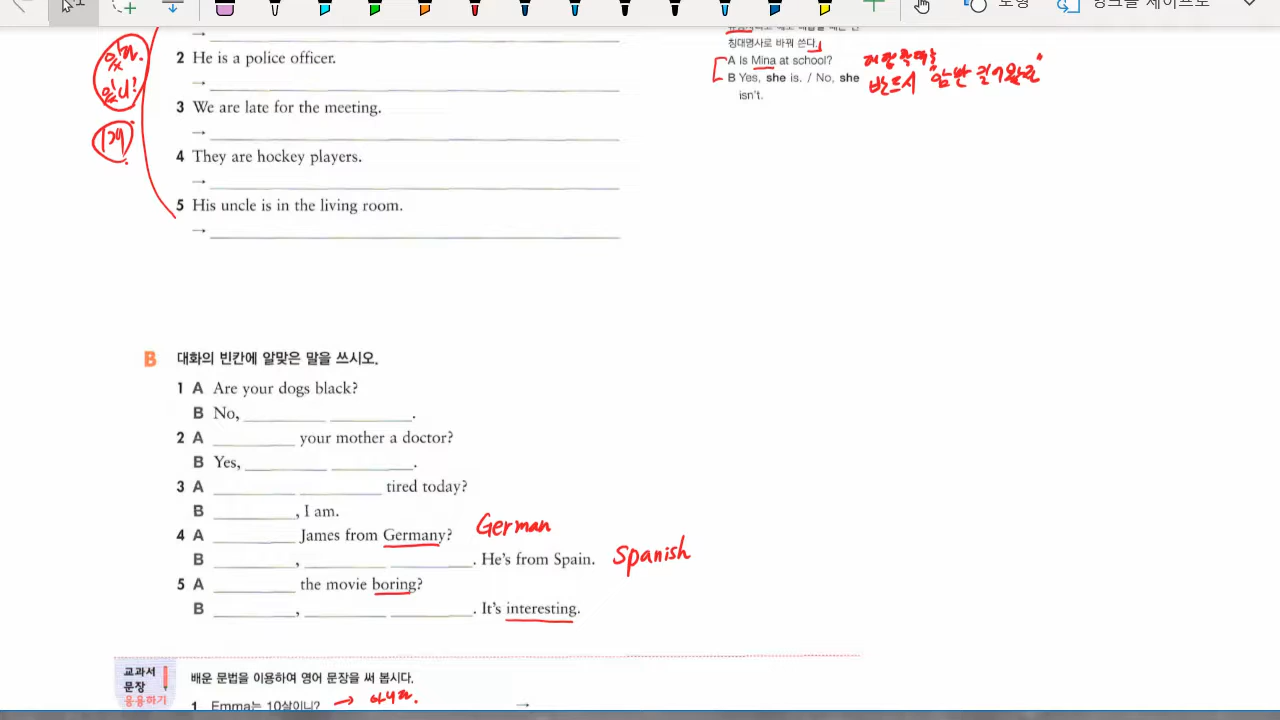 도형
칭대명사로 바꿔 쓴다.
A Is Mina at school?
B Yes, she is. / No, she
isn't.
반드시
→
2 He is a police officer.
→
3 We are late for the meeting.
→
4 They are hockey players.
→
5 His uncle is in the living room.
→
B 대화의 빈칸에 알맞은 말을 쓰시오.
1 A Are your dogs black?
B No, ________ ________.
2 A ________ your mother a doctor?
B Yes, ________ ________.
3 A ________ ________ tired today?
B ________, I am.
4 A ________ James from Germany? German
B ________, ________ ________. He's from Spain. Spanish
5 A ________ the movie boring?
B ________, ________ ________. It's interesting.
교과서
문장
응용하기
배운 문법을 이용하여 영어 문장을 써 봅시다.
1 Emma는 10살이니? → →